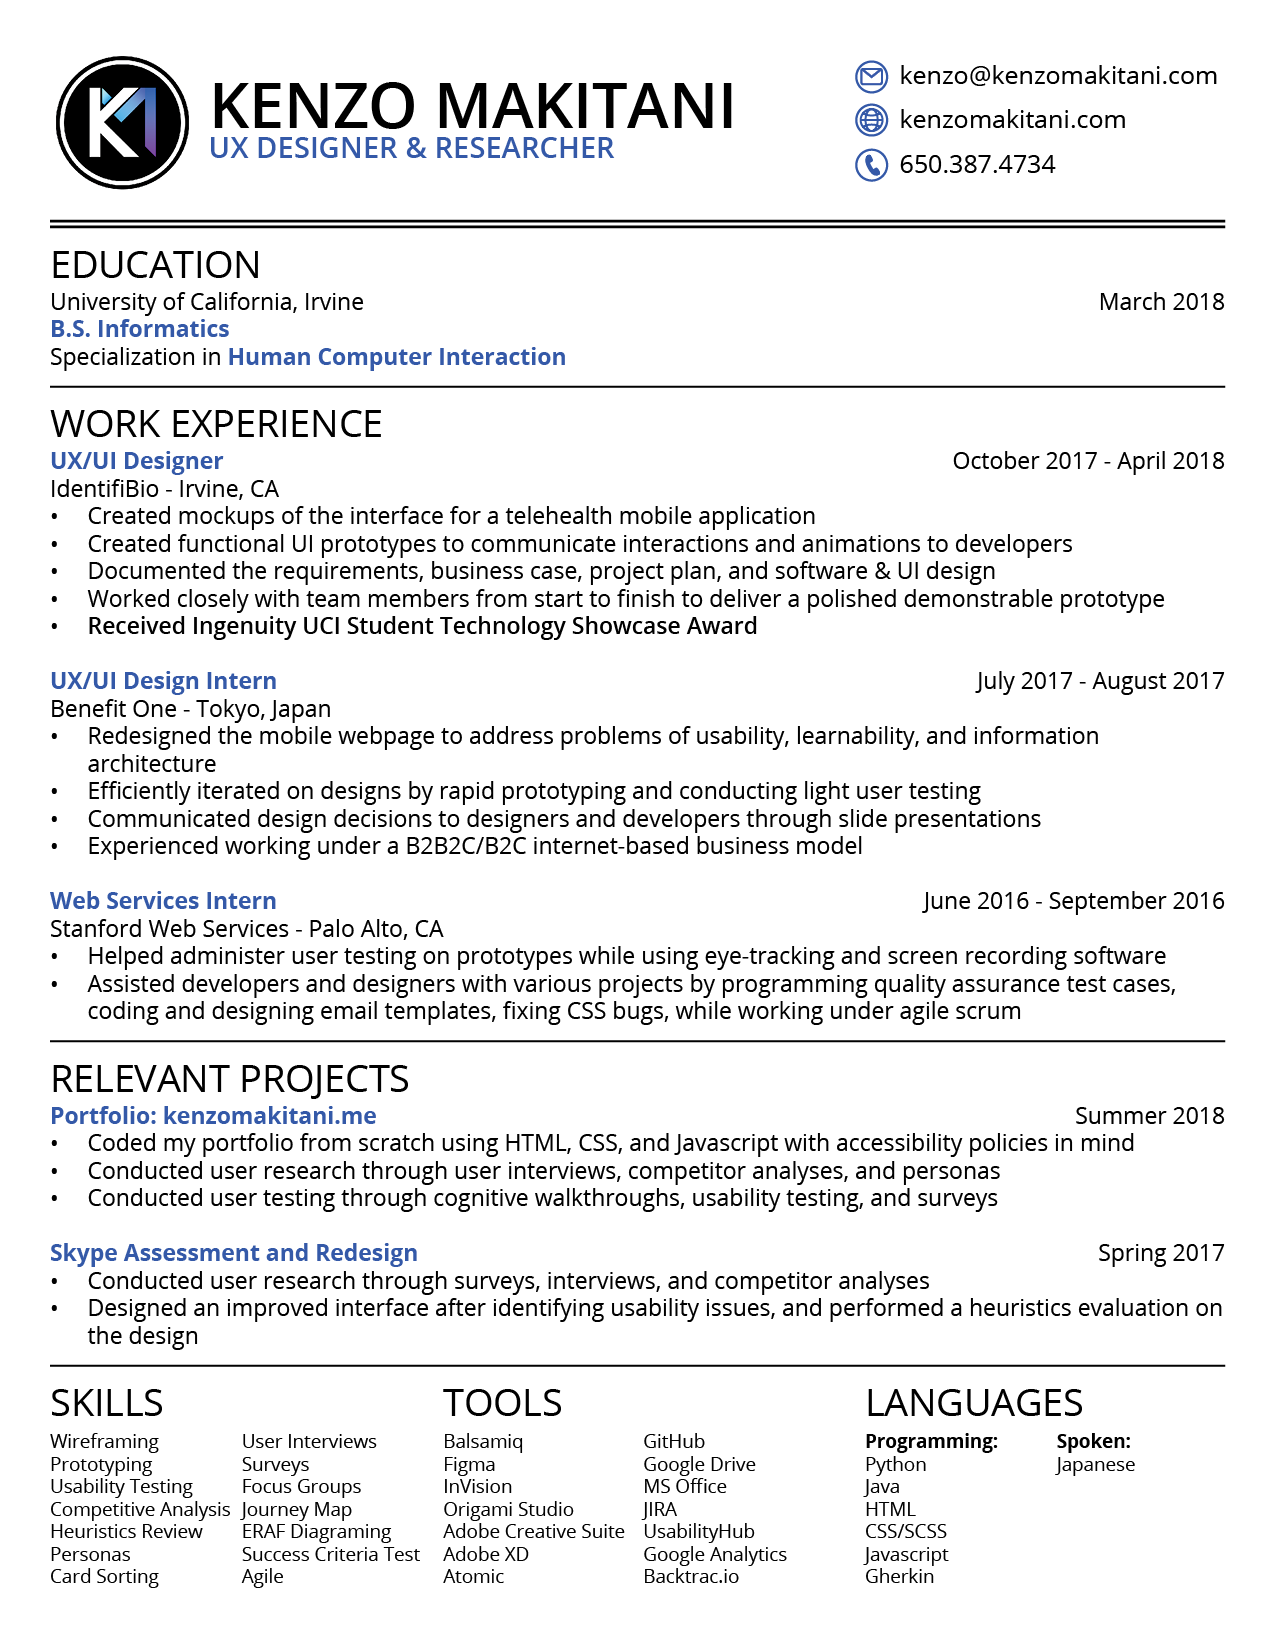 KM
KENZO MAKITANI
UX DESIGNER & RESEARCHER
kenzo@kenzomakitani.com
kenzomakitani.com
650.387.4734
EDUCATION
University of California, Irvine March 2018
B.S. Informatics
Specialization in Human Computer Interaction
WORK EXPERIENCE
UX/UI Designer October 2017 - April 2018
IdentifiBio - Irvine, CA
• Created mockups of the interface for a telehealth mobile application
• Created functional UI prototypes to communicate interactions and animations to developers
• Documented the requirements, business case, project plan, and software & UI design
• Worked closely with team members from start to finish to deliver a polished demonstrable prototype
• Received Ingenuity UCI Student Technology Showcase Award
UX/UI Design Intern July 2017 - August 2017
Benefit One - Tokyo, Japan
• Redesigned the mobile webpage to address problems of usability, learnability, and information
architecture
• Efficiently iterated on designs by rapid prototyping and conducting light user testing
• Communicated design decisions to designers and developers through slide presentations
• Experienced working under a B2B2C/B2C internet-based business model
Web Services Intern June 2016 - September 2016
Stanford Web Services - Palo Alto, CA
• Helped administer user testing on prototypes while using eye-tracking and screen recording software
• Assisted developers and designers with various projects by programming quality assurance test cases,
coding and designing email templates, fixing CSS bugs, while working under agile scrum
RELEVANT PROJECTS
Portfolio: kenzomakitani.me Summer 2018
• Coded my portfolio from scratch using HTML, CSS, and Javascript with accessibility policies in mind
• Conducted user research through user interviews, competitor analyses, and personas
• Conducted user testing through cognitive walkthroughs, usability testing, and surveys
Skype Assessment and Redesign Spring 2017
• Conducted user research through surveys, interviews, and competitor analyses
• Designed an improved interface after identifying usability issues, and performed a heuristics evaluation on
the design
SKILLS
Wireframing
Prototyping
Usability Testing
Competitive Analysis
Heuristics Review
Personas
Card Sorting
User Interviews
Surveys
Focus Groups
Journey Map
ERAF Diagraming
Success Criteria Test
Agile
TOOLS
Balsamiq
Figma
InVision
Origami Studio
Adobe Creative Suite
Adobe XD
Atomic
GitHub
Google Drive
MS Office
JIRA
UsabilityHub
Google Analytics
Backtrac.io
LANGUAGES
Programming:
Python
Java
HTML
CSS/SCSS
Javascript
Gherkin
Spoken:
Japanese